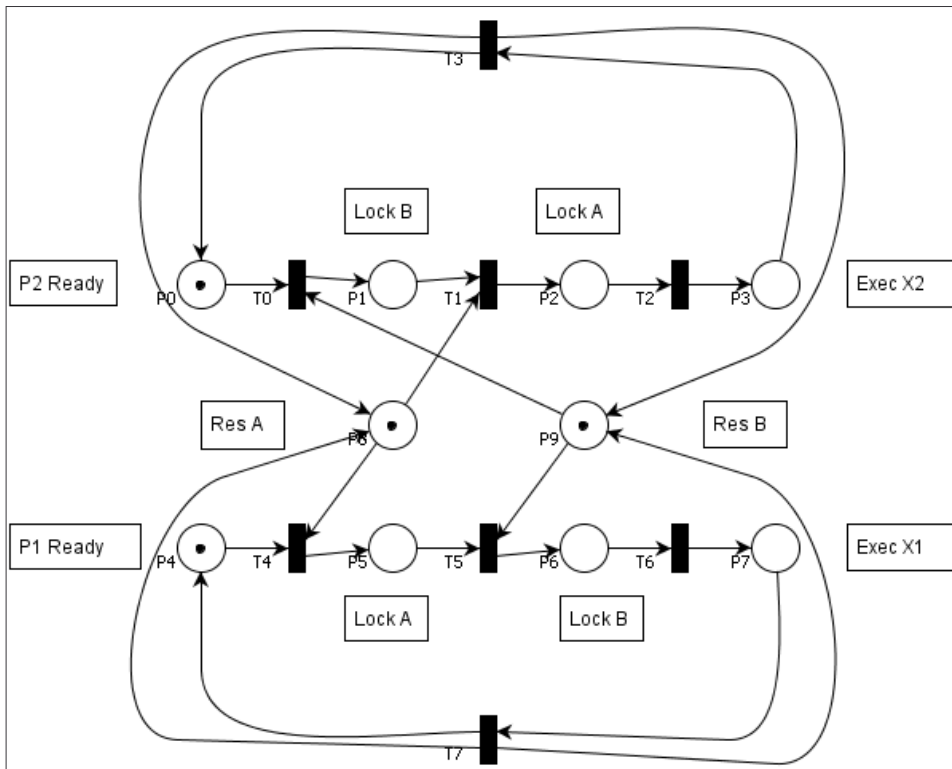 T3
Lock B
Lock A
P2 Ready
P0
T0
P1
T1
P2
T2
P3
Exec X2
Res A
P8
P9
Res B
P1 Ready
P4
T4
P5
T5
P6
T6
P7
Exec X1
Lock A
Lock B
T7